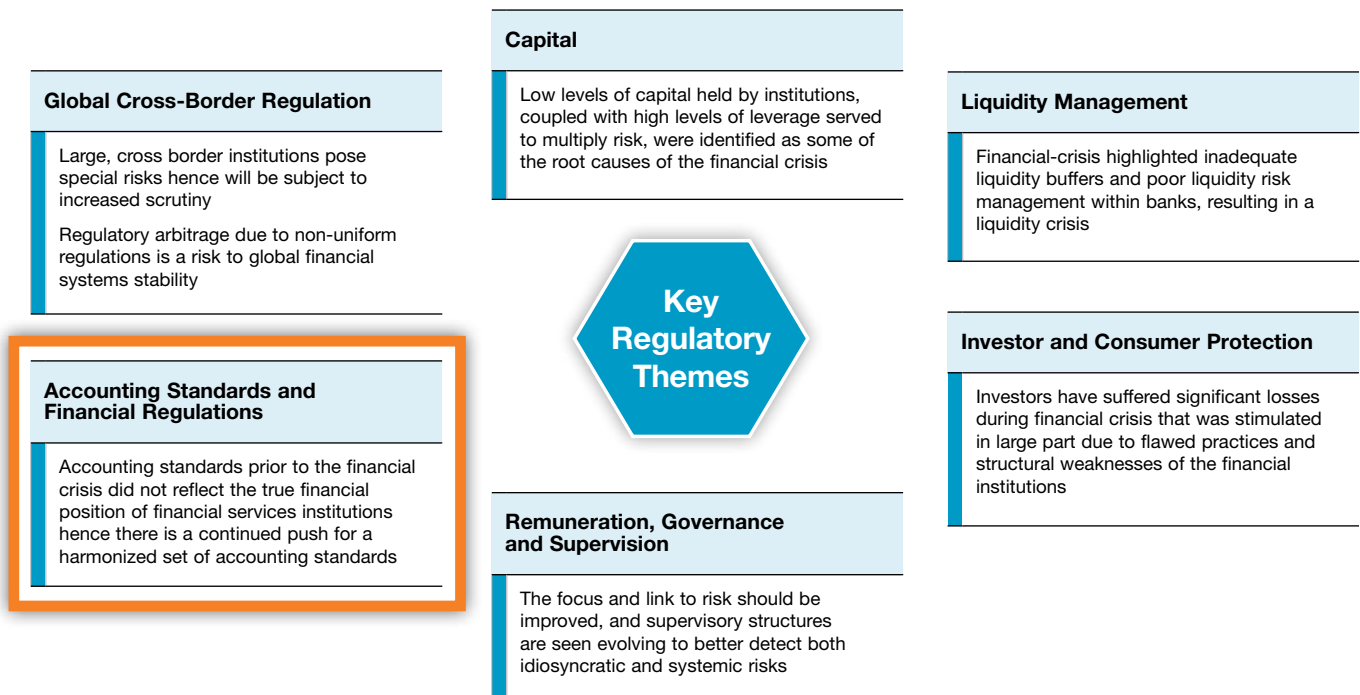 Capital
Low levels of capital held by institutions,
coupled with high levels of leverage served
to multiply risk, were identified as some of
the root causes of the financial crisis
Global Cross-Border Regulation
Large, cross border institutions pose
special risks hence will be subject to
increased scrutiny
Regulatory arbitrage due to non-uniform
regulations is a risk to global financial
systems stability
Liquidity Management
Financial-crisis highlighted inadequate
liquidity buffers and poor liquidity risk
management within banks, resulting in a
liquidity crisis
Key
Regulatory
Themes
Accounting Standards and
Financial Regulations
Accounting standards prior to the financial
crisis did not reflect the true financial
position of financial services institutions
hence there is a continued push for a
harmonized set of accounting standards
Investor and Consumer Protection
Investors have suffered significant losses
during financial crisis that was stimulated
in large part due to flawed practices and
structural weaknesses of the financial
institutions
Remuneration, Governance
and Supervision
The focus and link to risk should be
improved, and supervisory structures
are seen evolving to better detect both
idiosyncratic and systemic risks